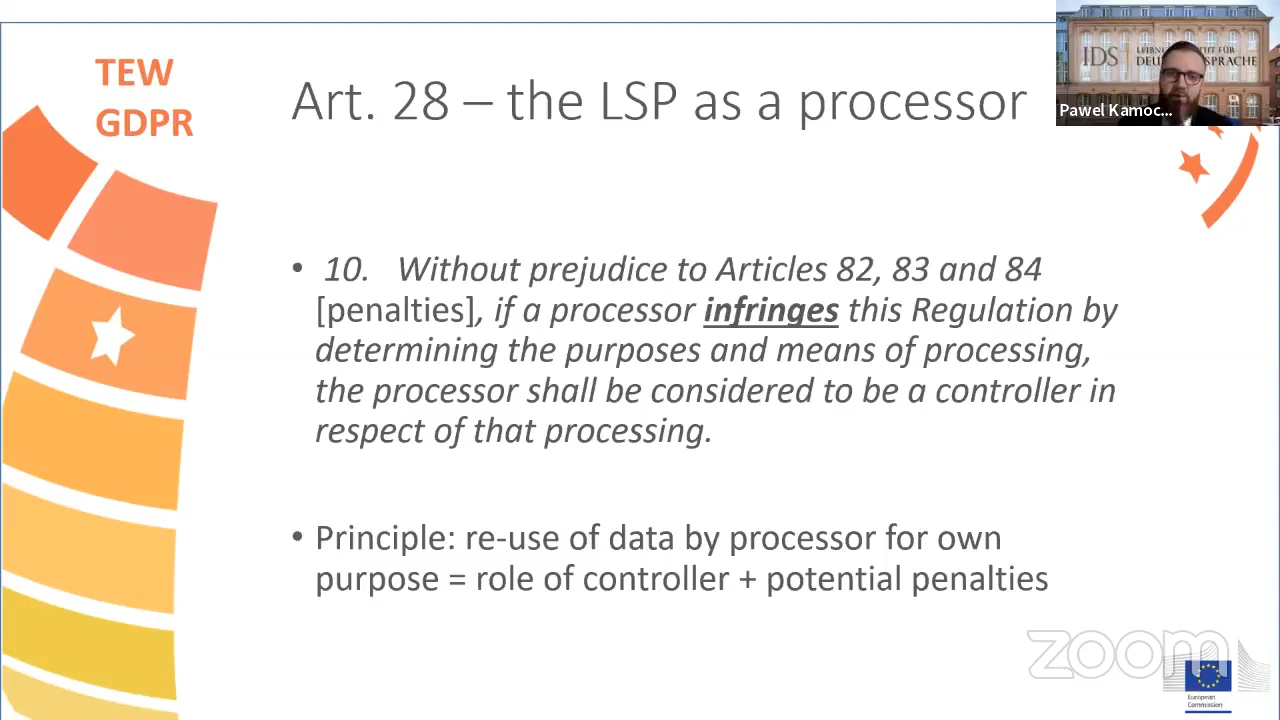 TEW
GDPR
Art. 28 – the LSP as a processor
IDS
Pawel Kamoc...
• 10. Without prejudice to Articles 82, 83 and 84
[penalties], if a processor infringes this Regulation by
determining the purposes and means of processing,
the processor shall be considered to be a controller in
respect of that processing.
• Principle: re-use of data by processor for own
purpose = role of controller + potential penalties
zoom
European
Commission